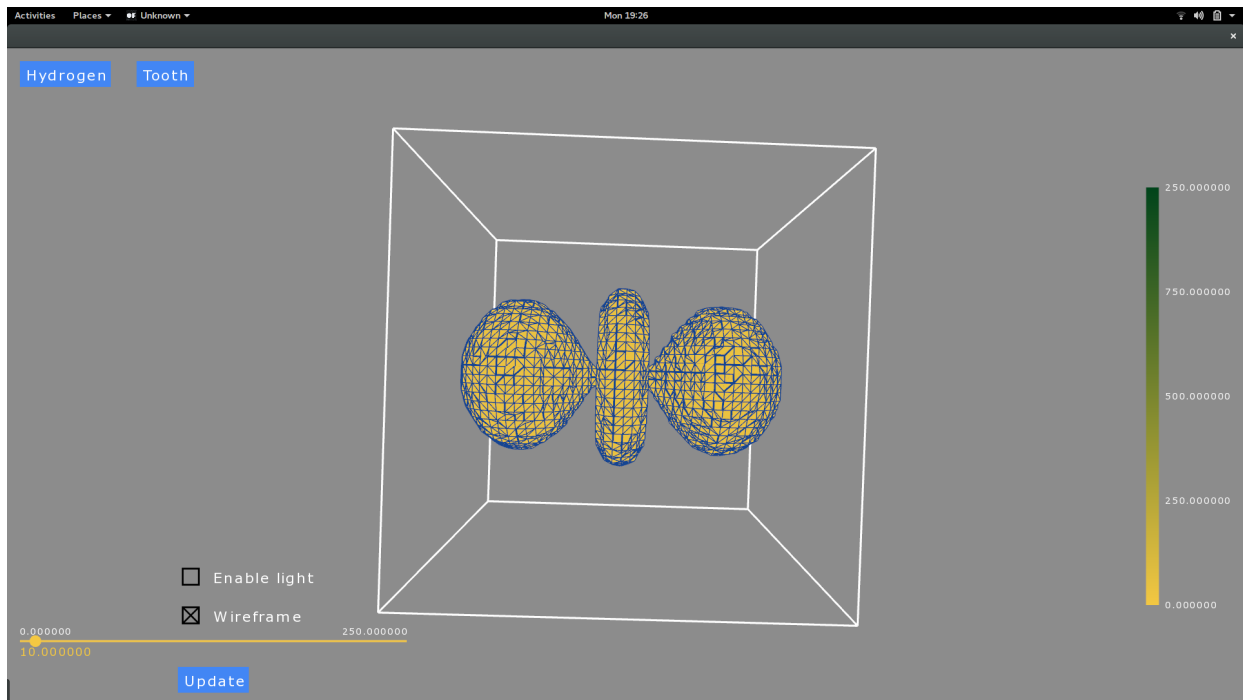 Activities Places Unknown Mon 19:26
×
Hydrogen Tooth
250.000000
750.000000
500.000000
250.000000
0.000000
Enable light
Wireframe
0.000000 250.000000
10.000000
Update